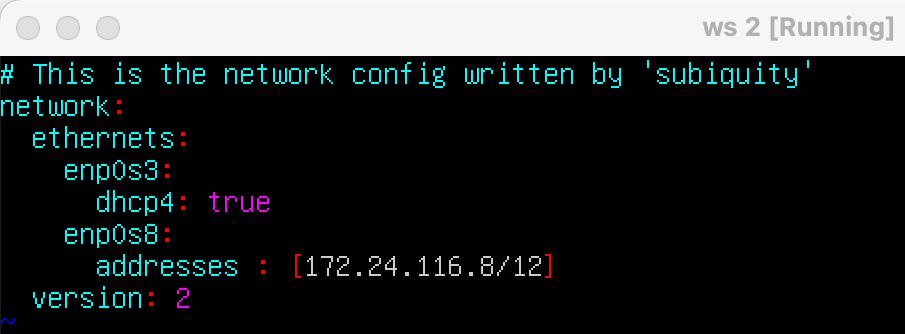 ws 2 [Running]
# This is the network config written by 'subiquity'
network:
  ethernets:
    enp0s3:
      dhcp4: true
    enp0s8:
      addresses : [172.24.116.8/12]
  version: 2
~